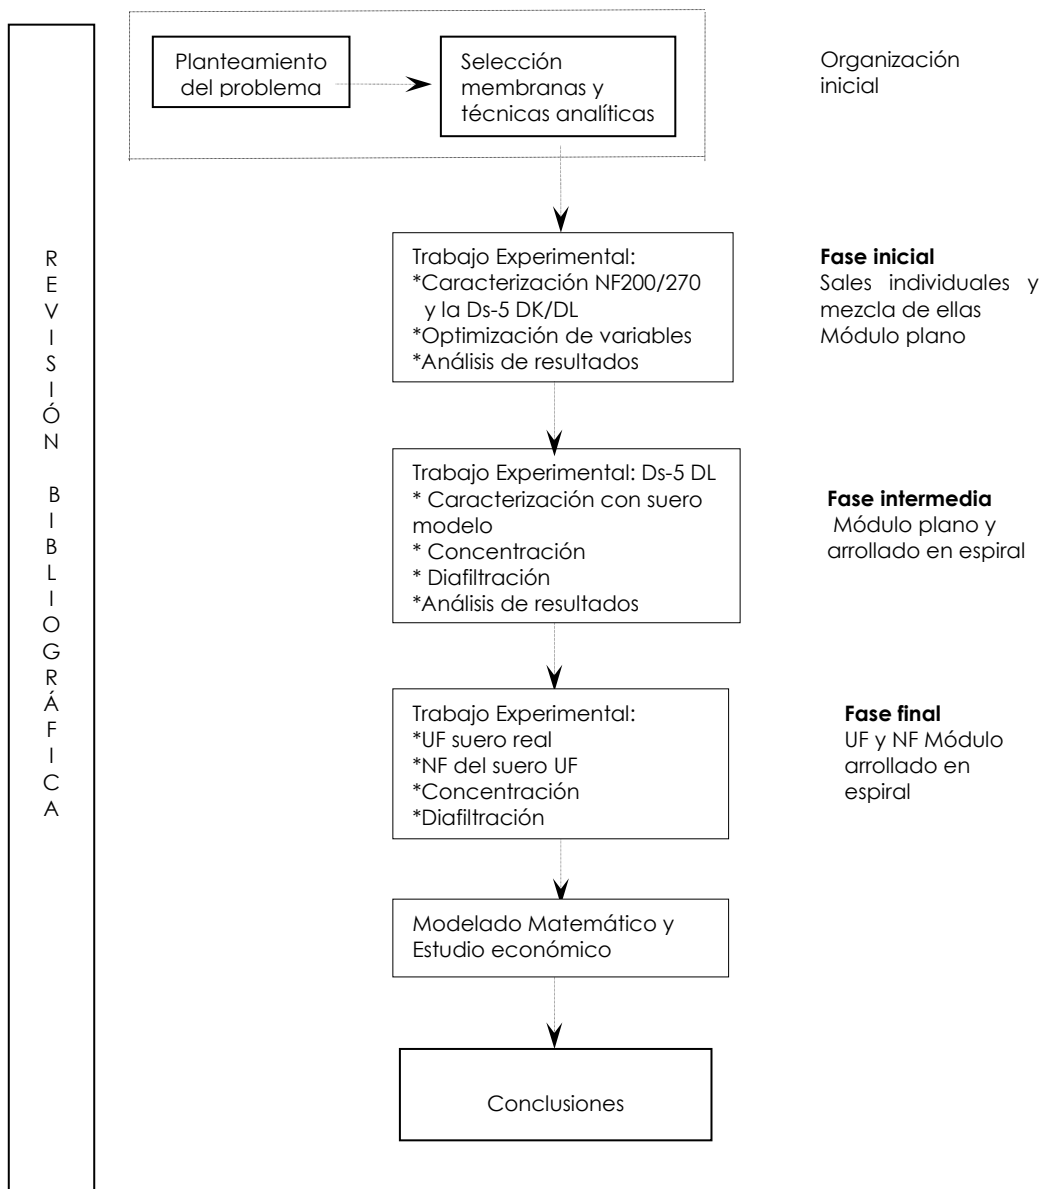 REVISIÓN BIBLIOGRÁFICA
Planteamiento
del problema
Selección
membranas y
técnicas analíticas
Organización
inicial
Trabajo Experimental:
*Caracterización NF200/270
y la Ds-5 DK/DL
*Optimización de variables
*Análisis de resultados
Fase inicial
Sales individuales y
mezcla de ellas
Módulo plano
Trabajo Experimental: Ds-5 DL
* Caracterización con suero
modelo
* Concentración
* Diafiltración
*Análisis de resultados
Fase intermedia
Módulo plano y
arrollado en espiral
Trabajo Experimental:
*UF suero real
*NF del suero UF
*Concentración
*Diafiltración
Fase final
UF y NF Módulo
arrollado en
espiral
Modelado Matemático y
Estudio económico
Conclusiones